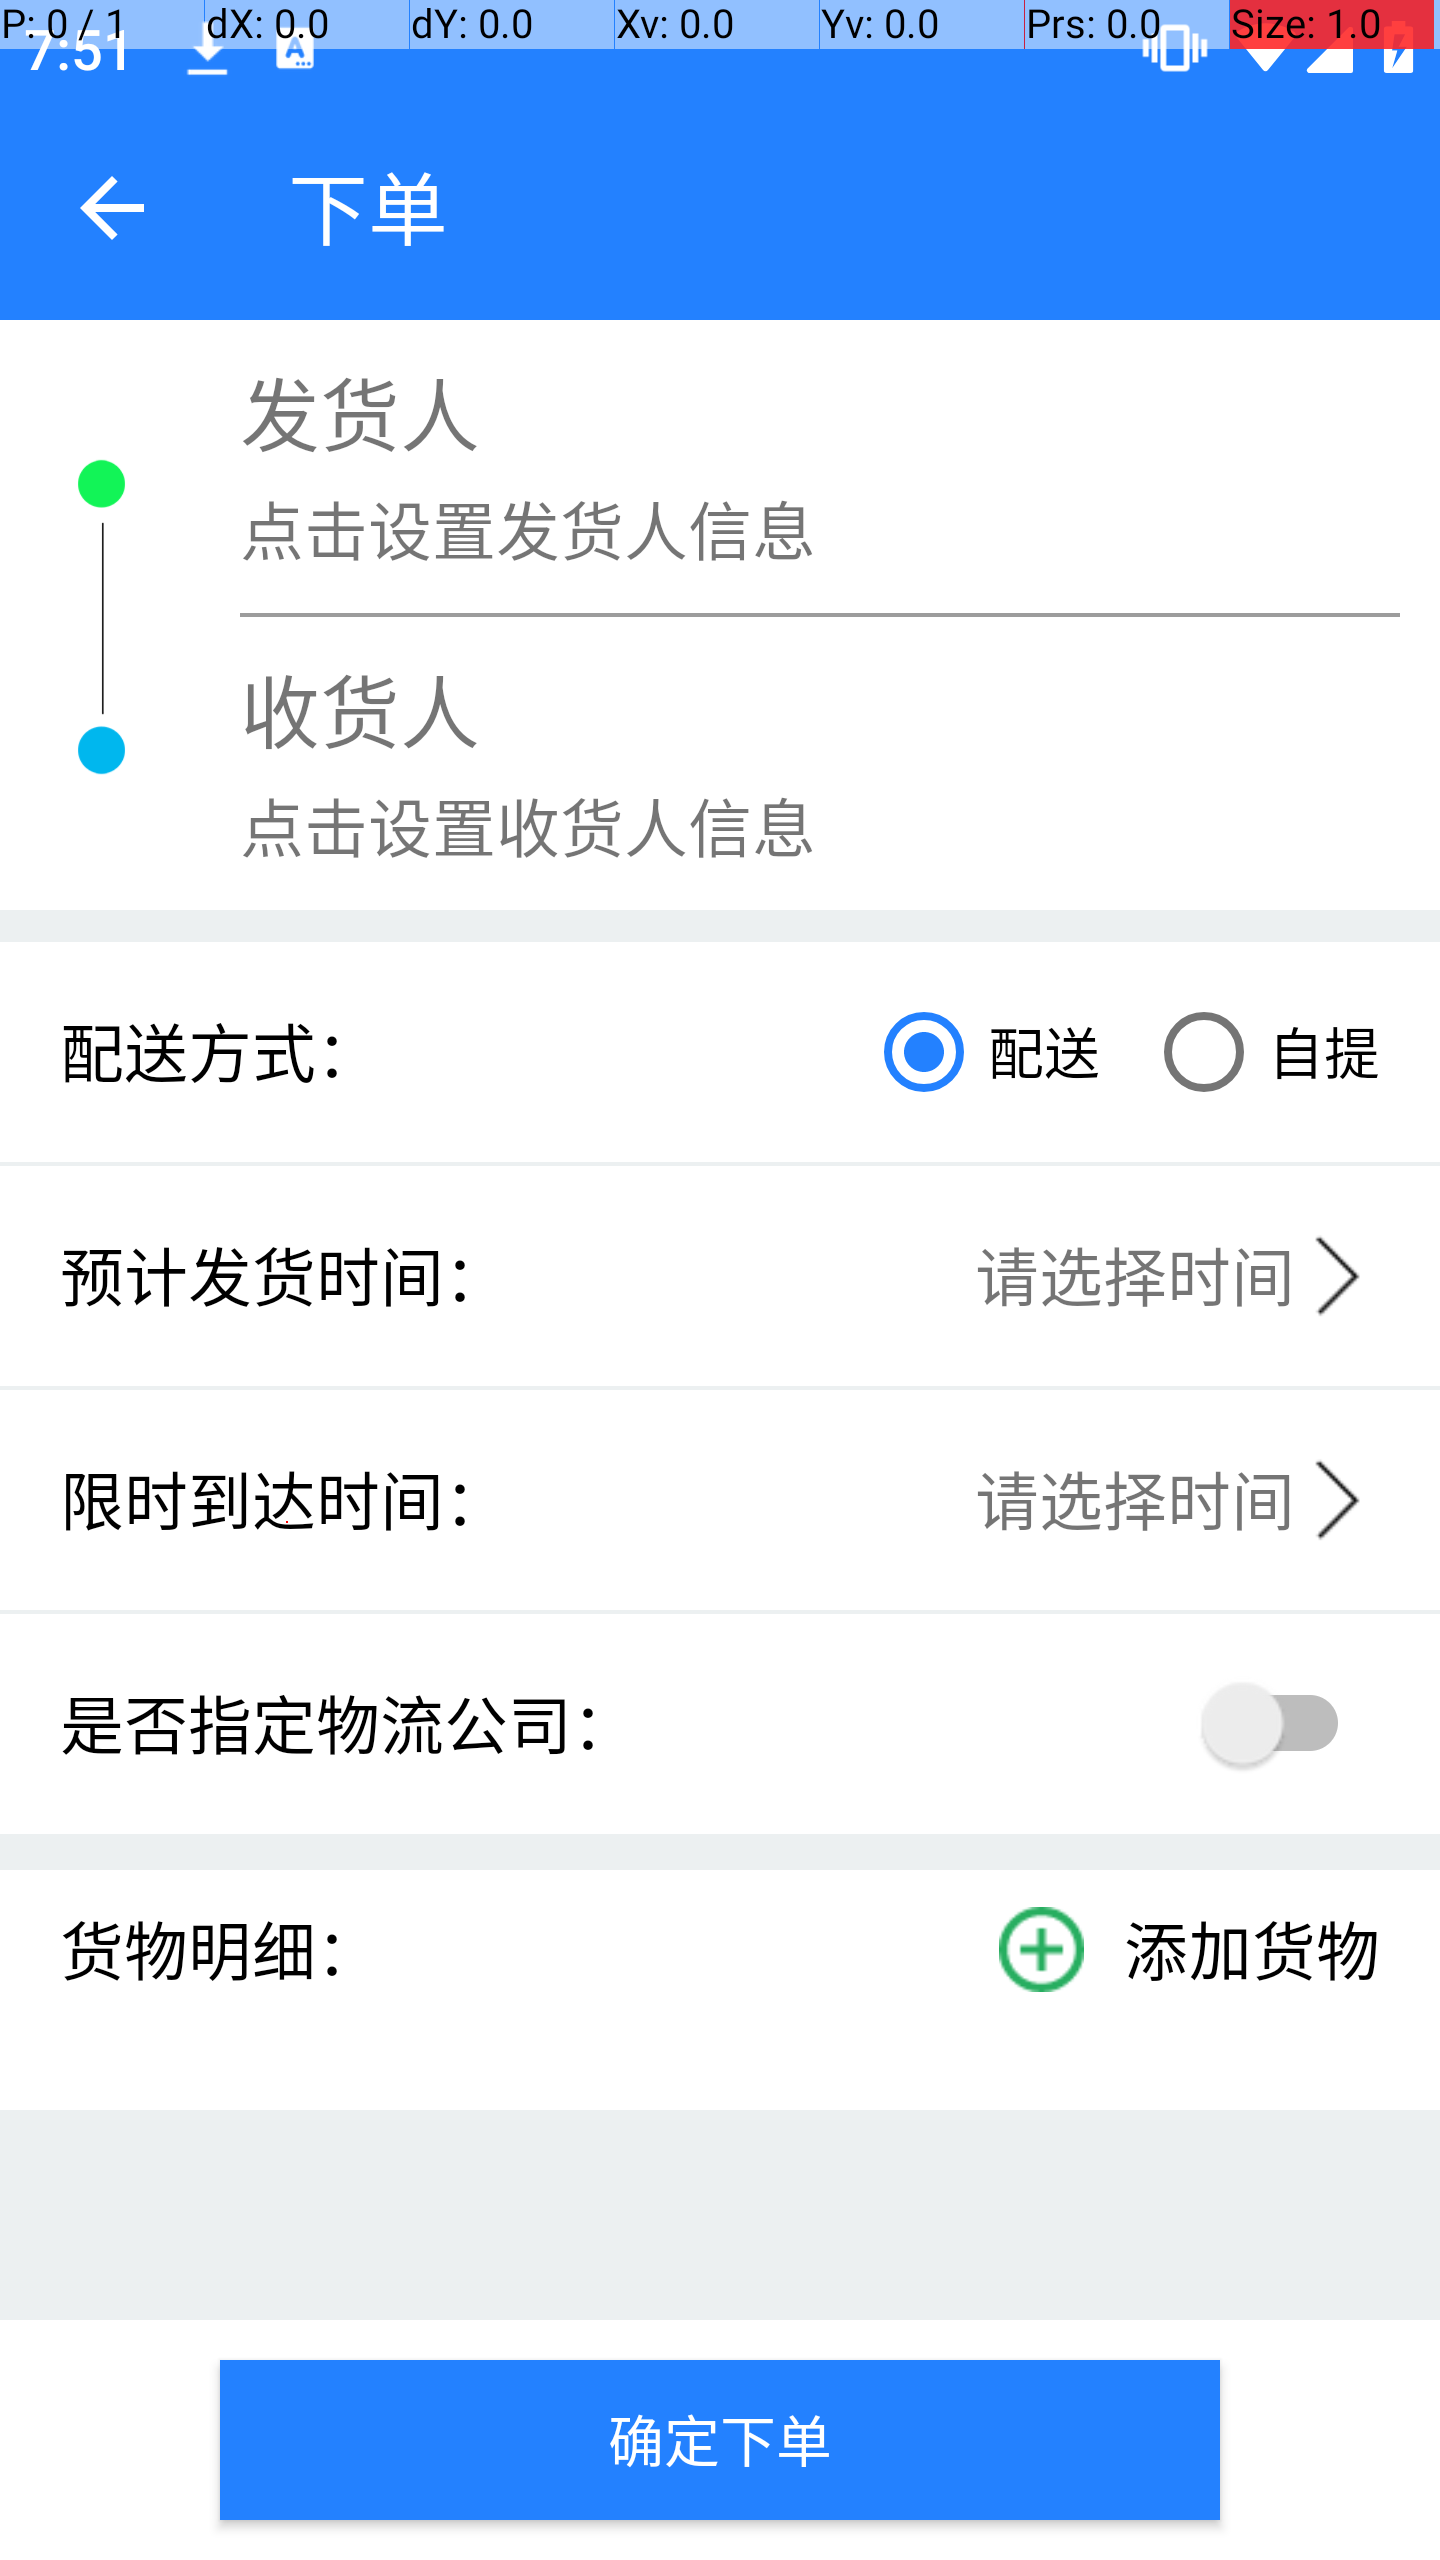 P: 0 / 1 dX: 0.0 dY: 0.0 Xv: 0.0 Yv: 0.0 Prs: 0.0 Size: 1.0
7:51 A
下单
发货人
点击设置发货人信息
收货人
点击设置收货人信息
配送方式： 配送 自提
预计发货时间： 请选择时间
限时到达时间： 请选择时间
是否指定物流公司：
货物明细： 添加货物
确定下单